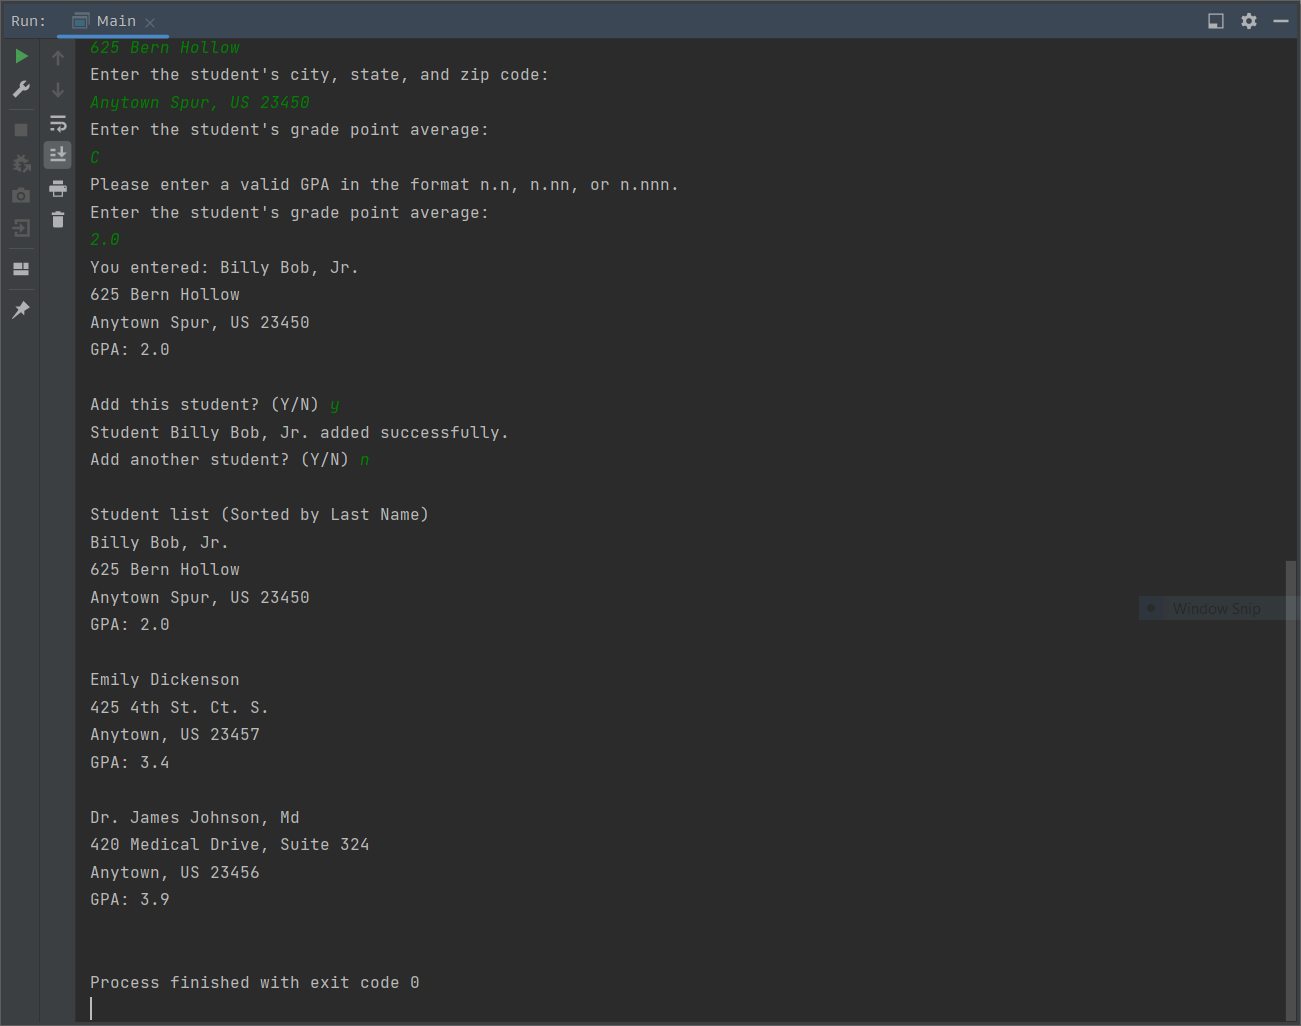 Run: Main
625 Bern Hollow
Enter the student's city, state, and zip code:
Anytown Spur, US 23450
Enter the student's grade point average:
C
Please enter a valid GPA in the format n.n, n.nn, or n.nnn.
Enter the student's grade point average:
2.0
You entered: Billy Bob, Jr.
625 Bern Hollow
Anytown Spur, US 23450
GPA: 2.0
Add this student? (Y/N) y
Student Billy Bob, Jr. added successfully.
Add another student? (Y/N) n
Student list (Sorted by Last Name)
Billy Bob, Jr.
625 Bern Hollow
Anytown Spur, US 23450
Window Snip
GPA: 2.0
Emily Dickenson
425 4th St. Ct. S.
Anytown, US 23457
GPA: 3.4
Dr. James Johnson, Md
420 Medical Drive, Suite 324
Anytown, US 23456
GPA: 3.9
Process finished with exit code 0